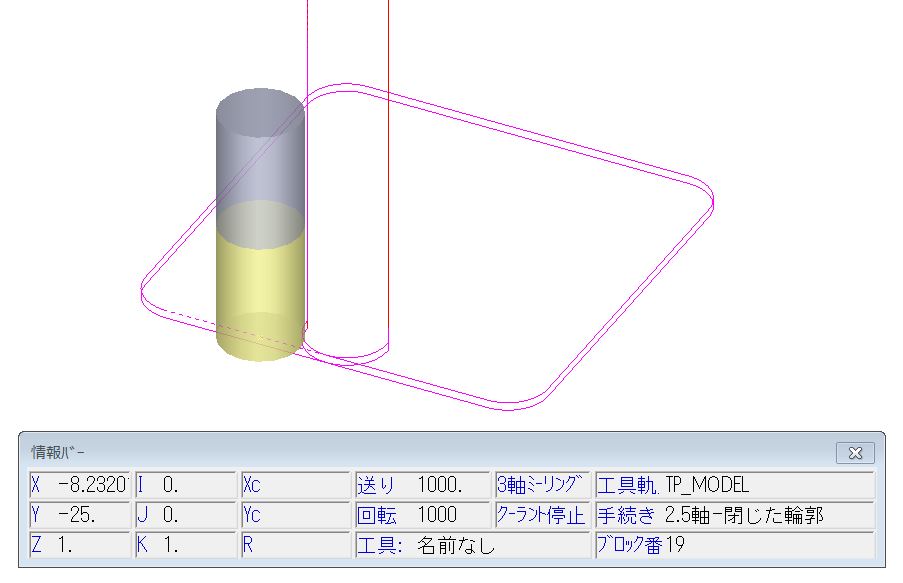 情報ﾊﾞｰ
X -8.2320 I 0. Xc 送り 1000. 3軸ﾐｰﾘﾝｸﾞ 工具軌. TP_MODEL
Y -25. J 0. Yc 回転 1000 ｸｰﾗﾝﾄ停止 手続き 2.5軸-閉じた輪郭
Z 1. K 1. R 工具: 名前なし ﾌﾞﾛｯｸ番 19